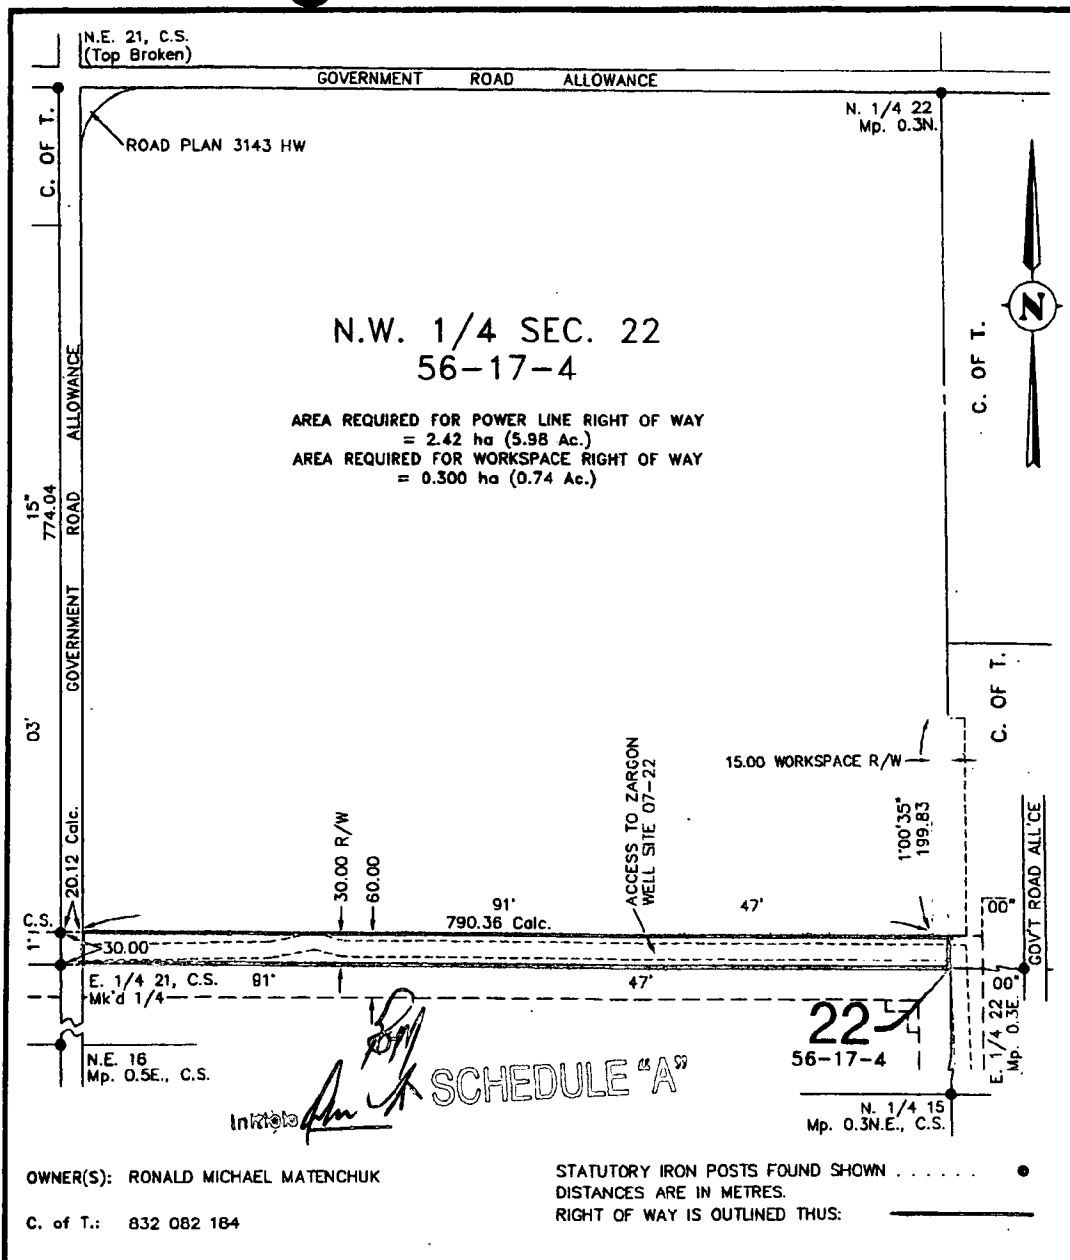 N.E. 21, C.S.
(Top Broken)
GOVERNMENT ROAD ALLOWANCE
N. 1/4 22
Mp. 0.3N.
C. OF T.
ROAD PLAN 3143 HW
N
N.W. 1/4 SEC. 22
56-17-4
C. OF T.
AREA REQUIRED FOR POWER LINE RIGHT OF WAY
= 2.42 ha (5.98 Ac.)
AREA REQUIRED FOR WORKSPACE RIGHT OF WAY
= 0.300 ha (0.74 Ac.)
GOVERNMENT ROAD ALLOWANCE
15"
774.04
03'
C. OF T.
15.00 WORKSPACE R/W
ACCESS TO ZARGON
WELL SITE 07-22
1°00'35"
199.83
GOV'T ROAD ALL'CE
20.12 Calc.
30.00 R/W
60.00
C.S.
91°
47'
00"
790.36 Calc.
1°
30.00
E. 1/4 21, C.S.
Mk'd 1/4
91°
47'
00"
E. 1/4 22
Mp. 0.3E.
22
56-17-4
N.E. 16
Mp. 0.5E., C.S.
SCHEDULE "A"
Initials
N. 1/4 15
Mp. 0.3N.E., C.S.
OWNER(S): RONALD MICHAEL MATENCHUK
STATUTORY IRON POSTS FOUND SHOWN . . . . . . .
DISTANCES ARE IN METRES.
C. of T.: 832 082 184
RIGHT OF WAY IS OUTLINED THUS: